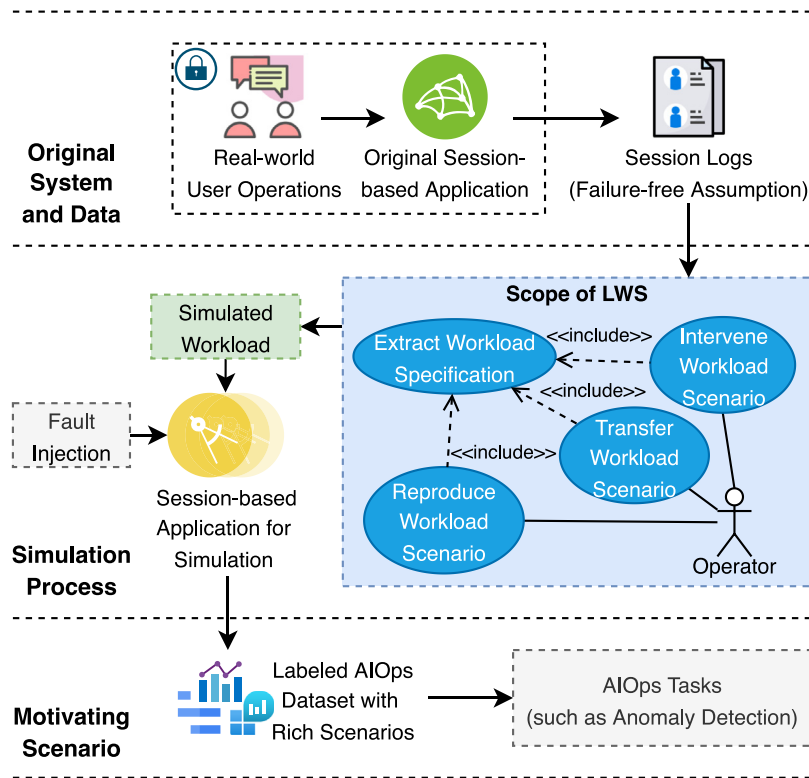 Original
System
and Data
Real-world
User Operations
Original Session-
based Application
Session Logs
(Failure-free Assumption)
Scope of LWS
Simulated
Workload
Extract Workload
Specification
<<include>>
Intervene
Workload
Scenario
<<include>>
Transfer
Workload
Scenario
<<include>>
Reproduce
Workload
Scenario
Operator
Fault
Injection
Session-based
Application for
Simulation
Simulation
Process
Motivating
Scenario
Labeled AIOps
Dataset with
Rich Scenarios
AIOps Tasks
(such as Anomaly Detection)